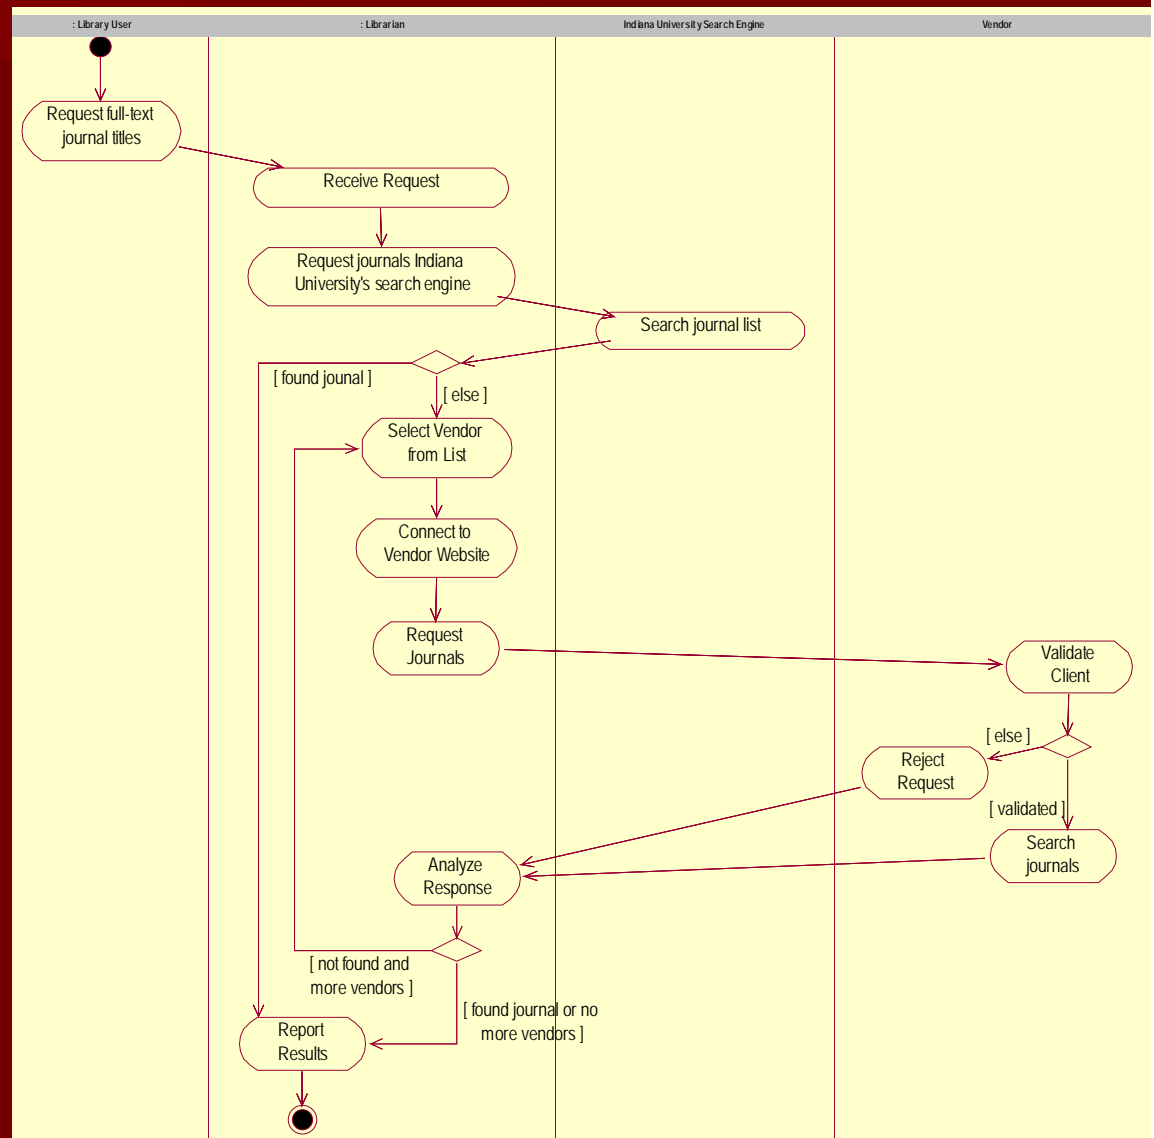 : Library User
: Librarian
Indiana University Search Engine
Vendor
Request full-text
journal titles
Receive Request
Request journals Indiana
University's search engine
Search journal list
[ found jounal ]
[ else ]
Select Vendor
from List
Connect to
Vendor Website
Request
Journals
Validate
Client
[ else ]
Reject
Request
[ validated ]
Search
journals
Analyze
Response
[ not found and
more vendors ]
[ found journal or no
more vendors ]
Report
Results